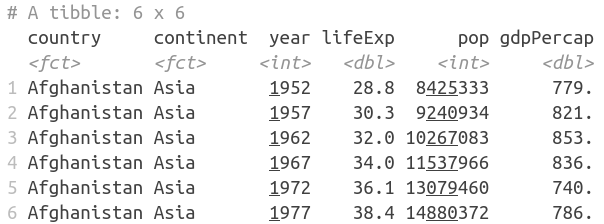 # A tibble: 6 x 6
country continent year lifeExp pop gdpPercap
<fct> <fct> <int> <dbl> <int> <dbl>
1 Afghanistan Asia 1952 28.8 8425333 779.
2 Afghanistan Asia 1957 30.3 9240934 821.
3 Afghanistan Asia 1962 32.0 10267083 853.
4 Afghanistan Asia 1967 34.0 11537966 836.
5 Afghanistan Asia 1972 36.1 13079460 740.
6 Afghanistan Asia 1977 38.4 14880372 786.